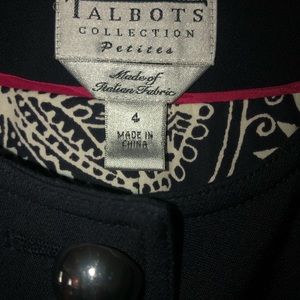 TALBOTS
COLLECTION
Petites
Made of
Italian Fabric
4
MADE IN
CHINA